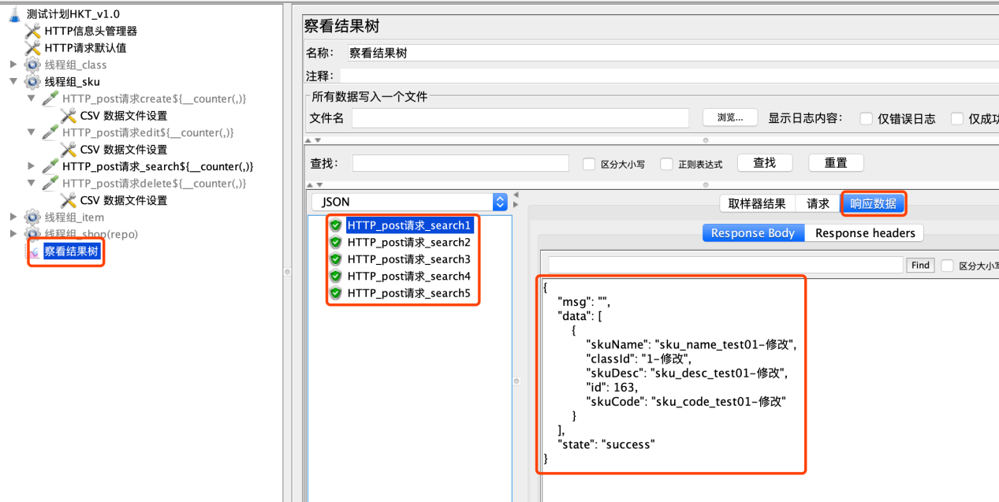 测试计划HKT_v1.0
HTTP信息头管理器
HTTP请求默认值
线程组_class
线程组_sku
HTTP_post请求create${__counter(,)}
CSV 数据文件设置
HTTP_post请求edit${__counter(,)}
CSV 数据文件设置
HTTP_post请求_search${__counter(,)}
HTTP_post请求delete${__counter(,)}
CSV 数据文件设置
线程组_item
线程组_shop(repo)
察看结果树
察看结果树
名称： 察看结果树
注释：
所有数据写入一个文件
文件名 浏览... 显示日志内容： 仅错误日志 仅成功
查找： 区分大小写 正则表达式 查找 重置
JSON
HTTP_post请求_search1
HTTP_post请求_search2
HTTP_post请求_search3
HTTP_post请求_search4
HTTP_post请求_search5
取样器结果 请求 响应数据
Response Body Response headers
Find 区分大小写
{
"msg": "",
"data": [
{
"skuName": "sku_name_test01-修改",
"classId": "1-修改",
"skuDesc": "sku_desc_test01-修改",
"id": 163,
"skuCode": "sku_code_test01-修改"
}
],
"state": "success"
}